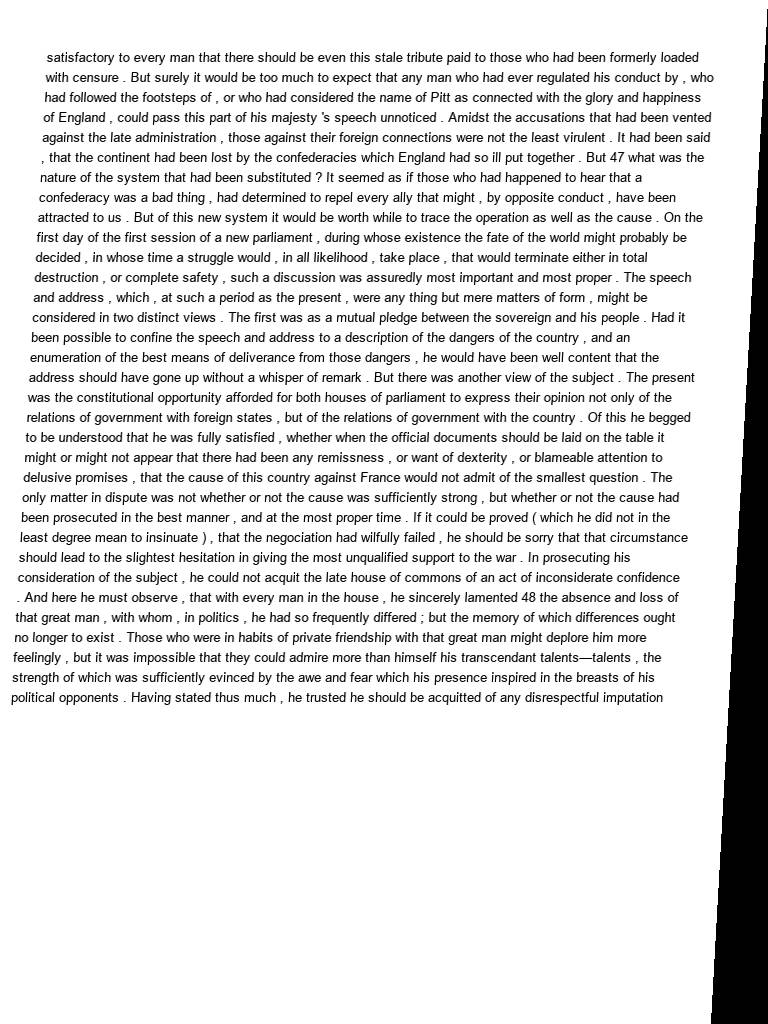 satisfactory to every man that there should be even this stale tribute paid to those who had been formerly loaded
with censure . But surely it would be too much to expect that any man who had ever regulated his conduct by , who
had followed the footsteps of , or who had considered the name of Pitt as connected with the glory and happiness
of England , could pass this part of his majesty 's speech unnoticed . Amidst the accusations that had been vented
against the late administration , those against their foreign connections were not the least virulent . It had been said
, that the continent had been lost by the confederacies which England had so ill put together . But 47 what was the
nature of the system that had been substituted ? It seemed as if those who had happened to hear that a
confederacy was a bad thing , had determined to repel every ally that might , by opposite conduct , have been
attracted to us . But of this new system it would be worth while to trace the operation as well as the cause . On the
first day of the first session of a new parliament , during whose existence the fate of the world might probably be
decided , in whose time a struggle would , in all likelihood , take place , that would terminate either in total
destruction , or complete safety , such a discussion was assuredly most important and most proper . The speech
and address , which , at such a period as the present , were any thing but mere matters of form , might be
considered in two distinct views . The first was as a mutual pledge between the sovereign and his people . Had it
been possible to confine the speech and address to a description of the dangers of the country , and an
enumeration of the best means of deliverance from those dangers , he would have been well content that the
address should have gone up without a whisper of remark . But there was another view of the subject . The present
was the constitutional opportunity afforded for both houses of parliament to express their opinion not only of the
relations of government with foreign states , but of the relations of government with the country . Of this he begged
to be understood that he was fully satisfied , whether when the official documents should be laid on the table it
might or might not appear that there had been any remissness , or want of dexterity , or blameable attention to
delusive promises , that the cause of this country against France would not admit of the smallest question . The
only matter in dispute was not whether or not the cause was sufficiently strong , but whether or not the cause had
been prosecuted in the best manner , and at the most proper time . If it could be proved ( which he did not in the
least degree mean to insinuate ) , that the negociation had wilfully failed , he should be sorry that that circumstance
should lead to the slightest hesitation in giving the most unqualified support to the war . In prosecuting his
consideration of the subject , he could not acquit the late house of commons of an act of inconsiderate confidence
. And here he must observe , that with every man in the house , he sincerely lamented 48 the absence and loss of
that great man , with whom , in politics , he had so frequently differed ; but the memory of which differences ought
no longer to exist . Those who were in habits of private friendship with that great man might deplore him more
feelingly , but it was impossible that they could admire more than himself his transcendant talents—talents , the
strength of which was sufficiently evinced by the awe and fear which his presence inspired in the breasts of his
political opponents . Having stated thus much , he trusted he should be acquitted of any disrespectful imputation